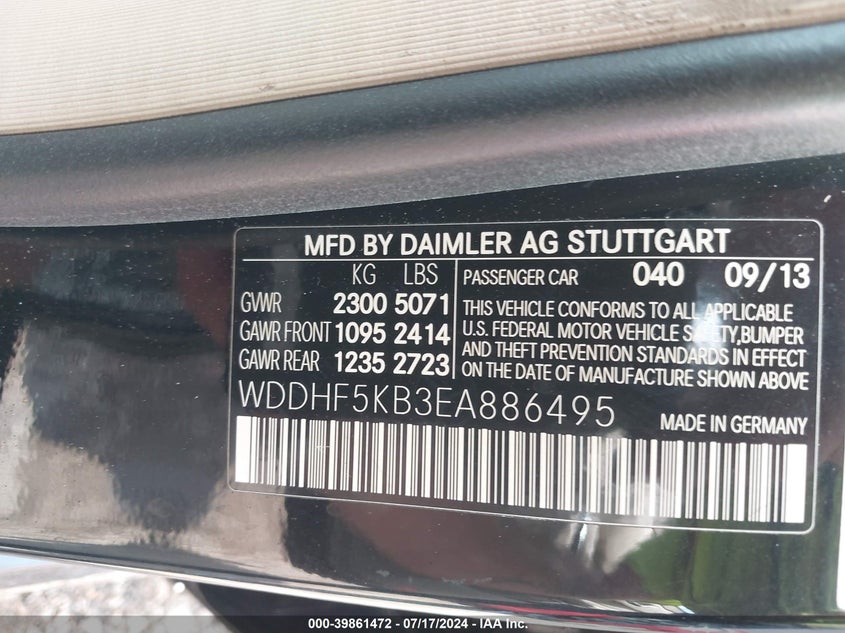 MFD BY DAIMLER AG STUTTGART
KG LBS
GVWR 2300 5071
GAWR FRONT 1095 2414
GAWR REAR 1235 2723
PASSENGER CAR 040 09/13
THIS VEHICLE CONFORMS TO ALL APPLICABLE
U.S. FEDERAL MOTOR VEHICLE SAFETY,BUMPER
AND THEFT PREVENTION STANDARDS IN EFFECT
ON THE DATE OF MANUFACTURING SHOWN ABOVE
WDDHF5KB3EA886495
MADE IN GERMANY
000-39861472 - 07/17/2024 - IAA Inc.